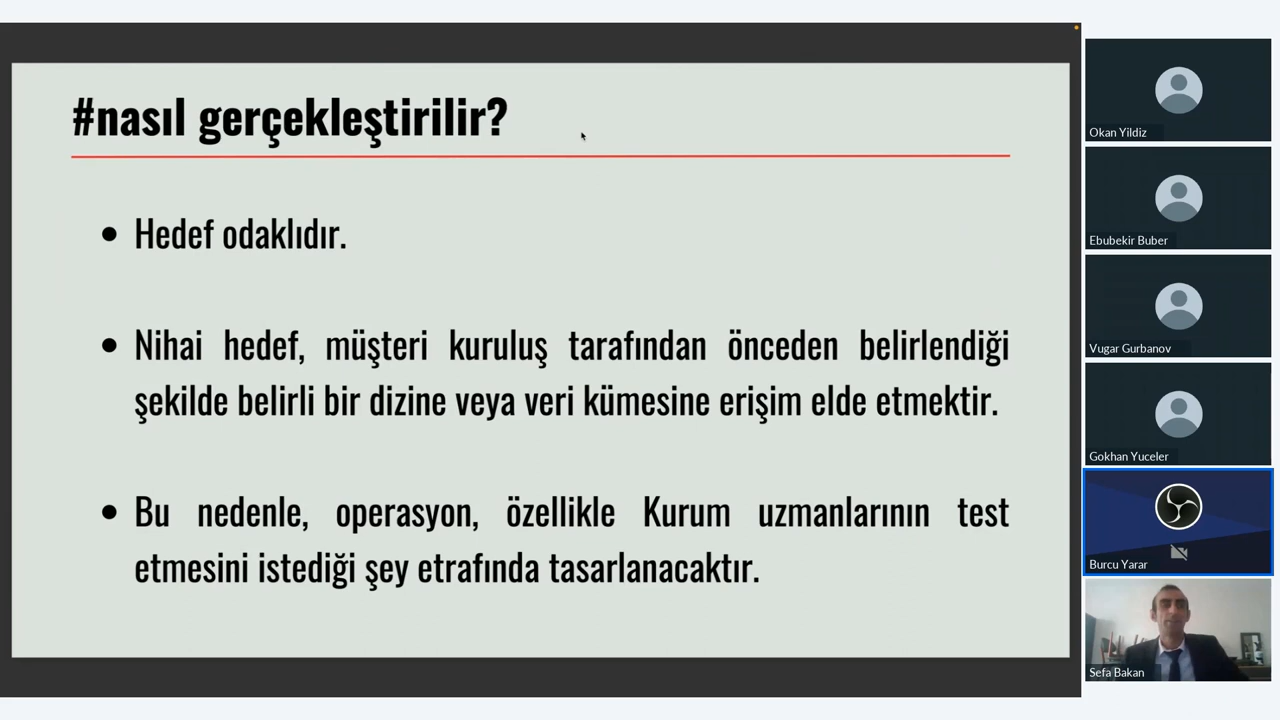 #nasıl gerçekleştirilir?
• Hedef odaklıdır.
• Nihai hedef, müşteri kuruluş tarafından önceden belirlendiği
şekilde belirli bir dizine veya veri kümesine erişim elde etmektir.
• Bu nedenle, operasyon, özellikle Kurum uzmanlarının test
etmesini istediği şey etrafında tasarlanacaktır.
Okan Yildiz
Ebubekir Buber
Vugar Gurbanov
Gokhan Yuceler
Burcu Yarar
Sefa Bakan